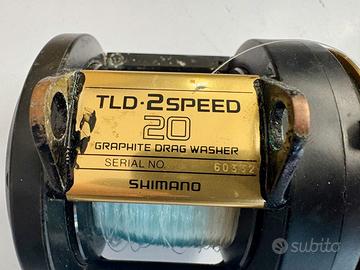 TLD·2SPEED
20
GRAPHITE DRAG WASHER
SERIAL NO. 60332
SHIMANO
subito